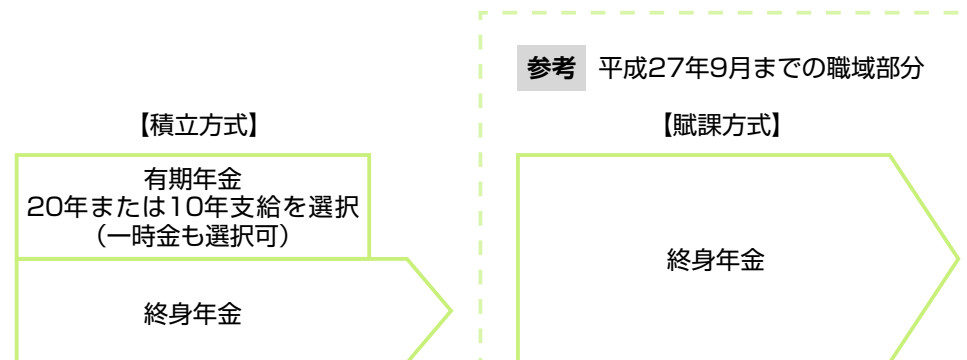 【積立方式】
有期年金
20年または10年支給を選択
（一時金も選択可）
終身年金
参考 平成27年9月までの職域部分
【賦課方式】
終身年金